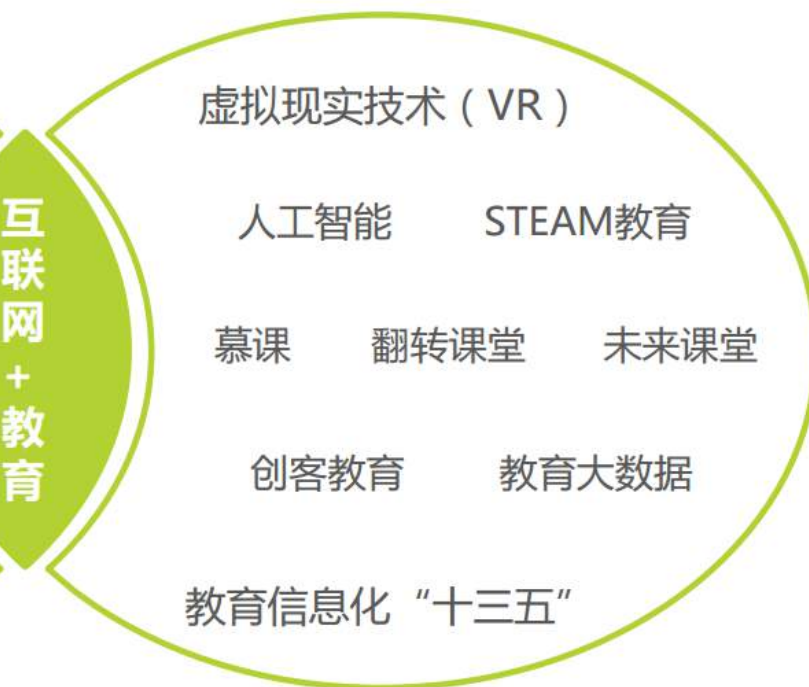 互联网+教育
虚拟现实技术（VR）
人工智能 STEAM教育
慕课 翻转课堂 未来课堂
创客教育 教育大数据
教育信息化“十三五”